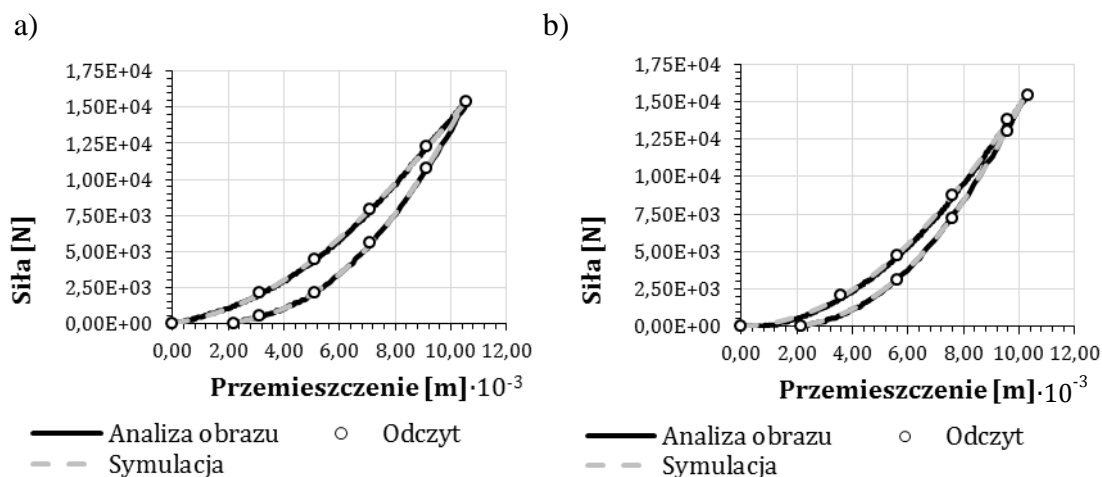 a)
1,75E+04
1,50E+04
1,25E+04
1,00E+04
7,50E+03
5,00E+03
2,50E+03
0,00E+00
Siła [N]
0,00 2,00 4,00 6,00 8,00 10,00 12,00
Przemieszczenie [m]·10⁻³
Analiza obrazu
Odczyt
Symulacja
b)
1,75E+04
1,50E+04
1,25E+04
1,00E+04
7,50E+03
5,00E+03
2,50E+03
0,00E+00
Siła [N]
0,00 2,00 4,00 6,00 8,00 10,00 12,00
Przemieszczenie [m]·10⁻³
Analiza obrazu
Odczyt
Symulacja